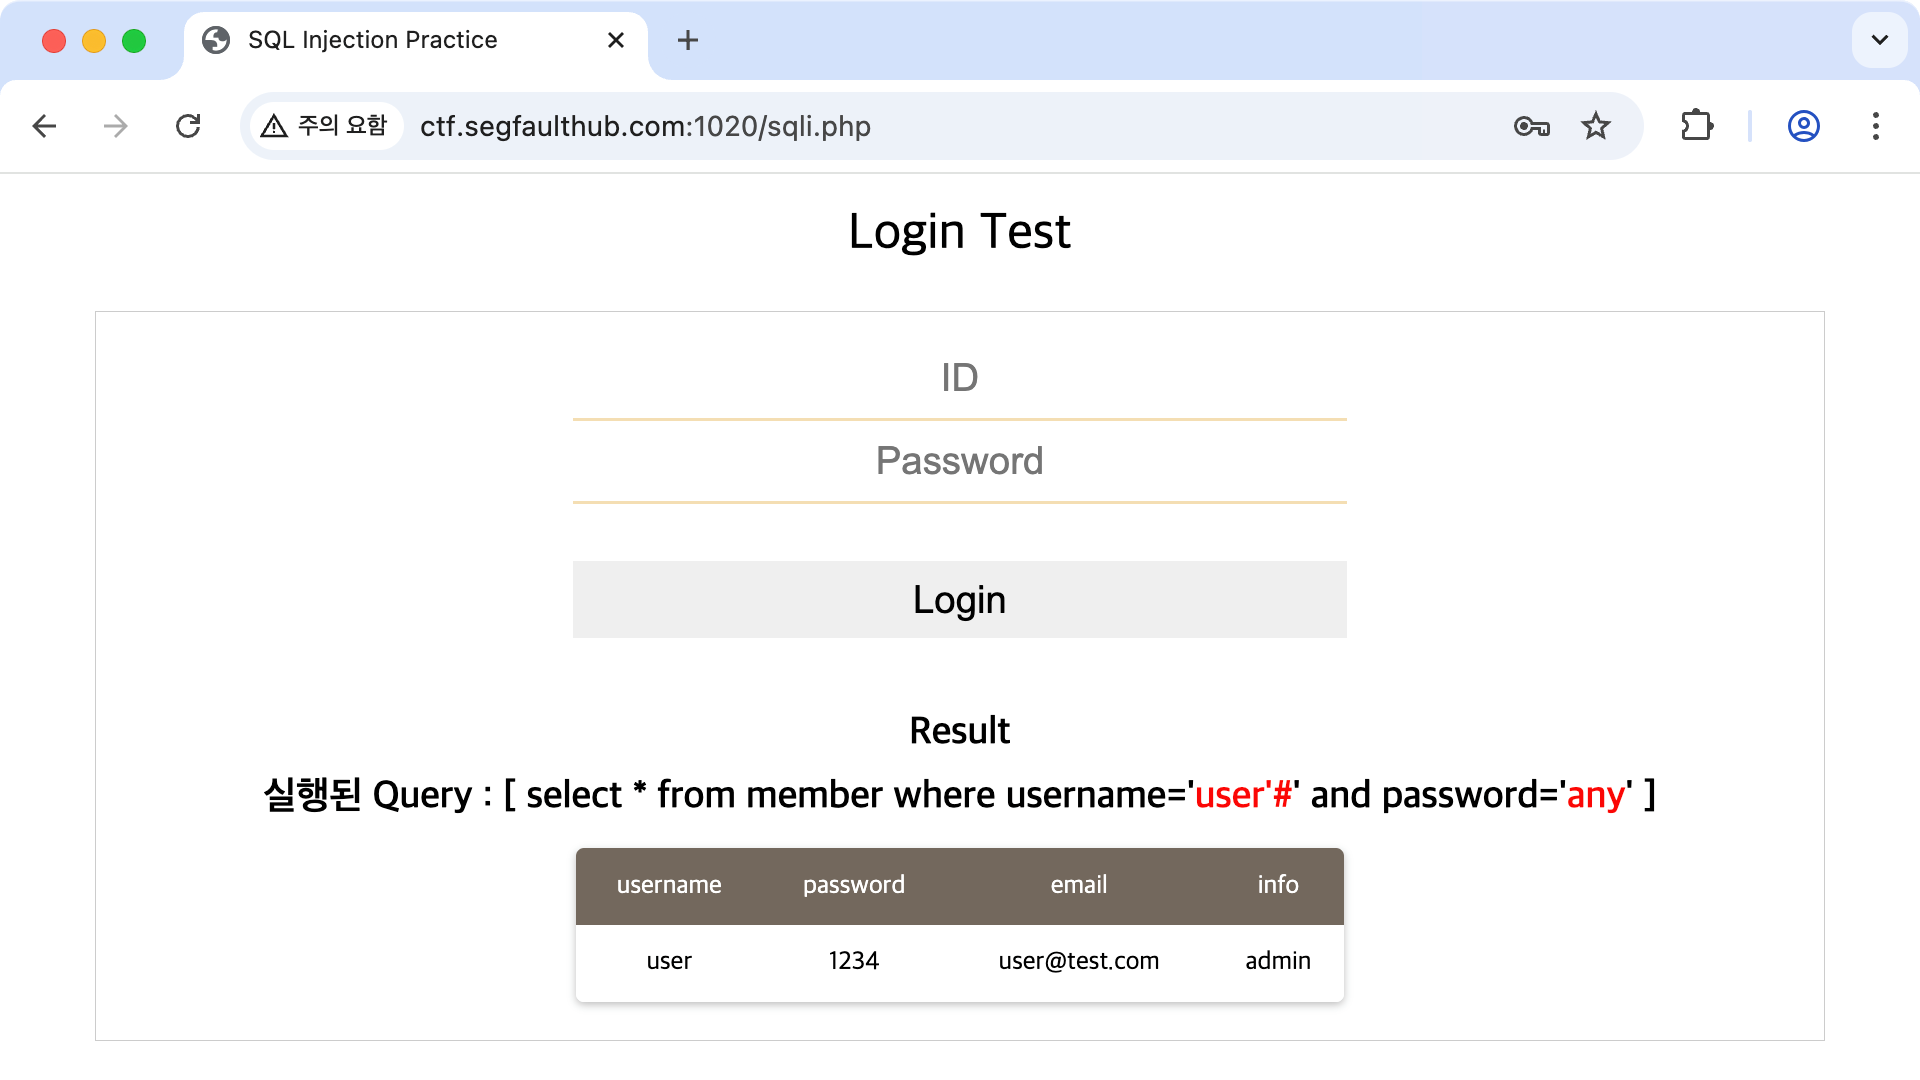 SQL Injection Practice
주의 요함 ctf.segfaulthub.com:1020/sqli.php
Login Test
ID
Password
Login
Result
실행된 Query : [ select * from member where username='user'#' and password='any' ]
username password email info
user 1234 user@test.com admin